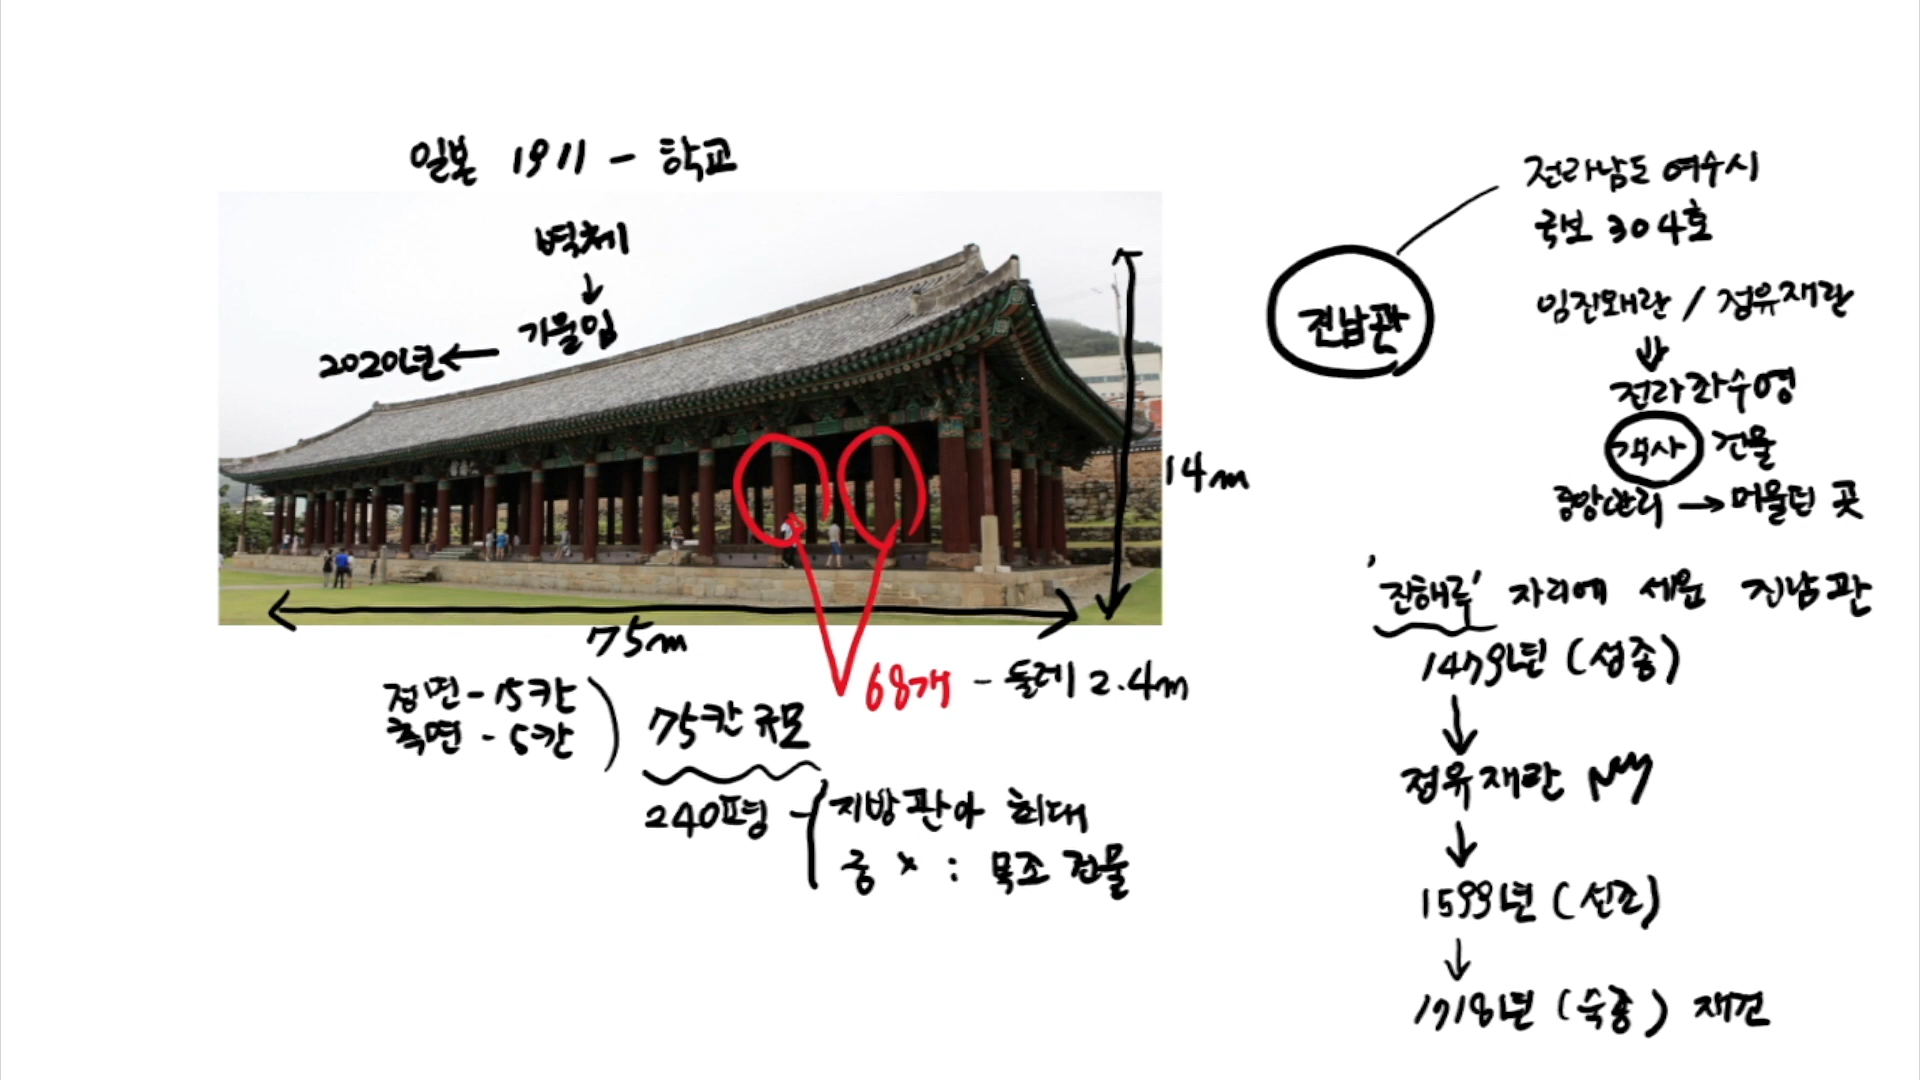 일본 1911 - 학교
벽체
↓
기울임
2020년 ←
14m
75m
68개 - 둘레 2.4m
정면 - 15칸
측면 - 5칸
75칸 규모
240평 - 지방관아 최대
중 x : 목조 건물
전라남도 여수시
국보 304호
진남관
임진왜란 / 정유재란
⇓
전라좌수영
객사 건물
중앙관리 → 머물던 곳
'진해루' 자리에 세운 진남관
1479년 (성종)
↓
정유재란
↓
1599년 (선조)
↓
1718년 (숙종) 재건